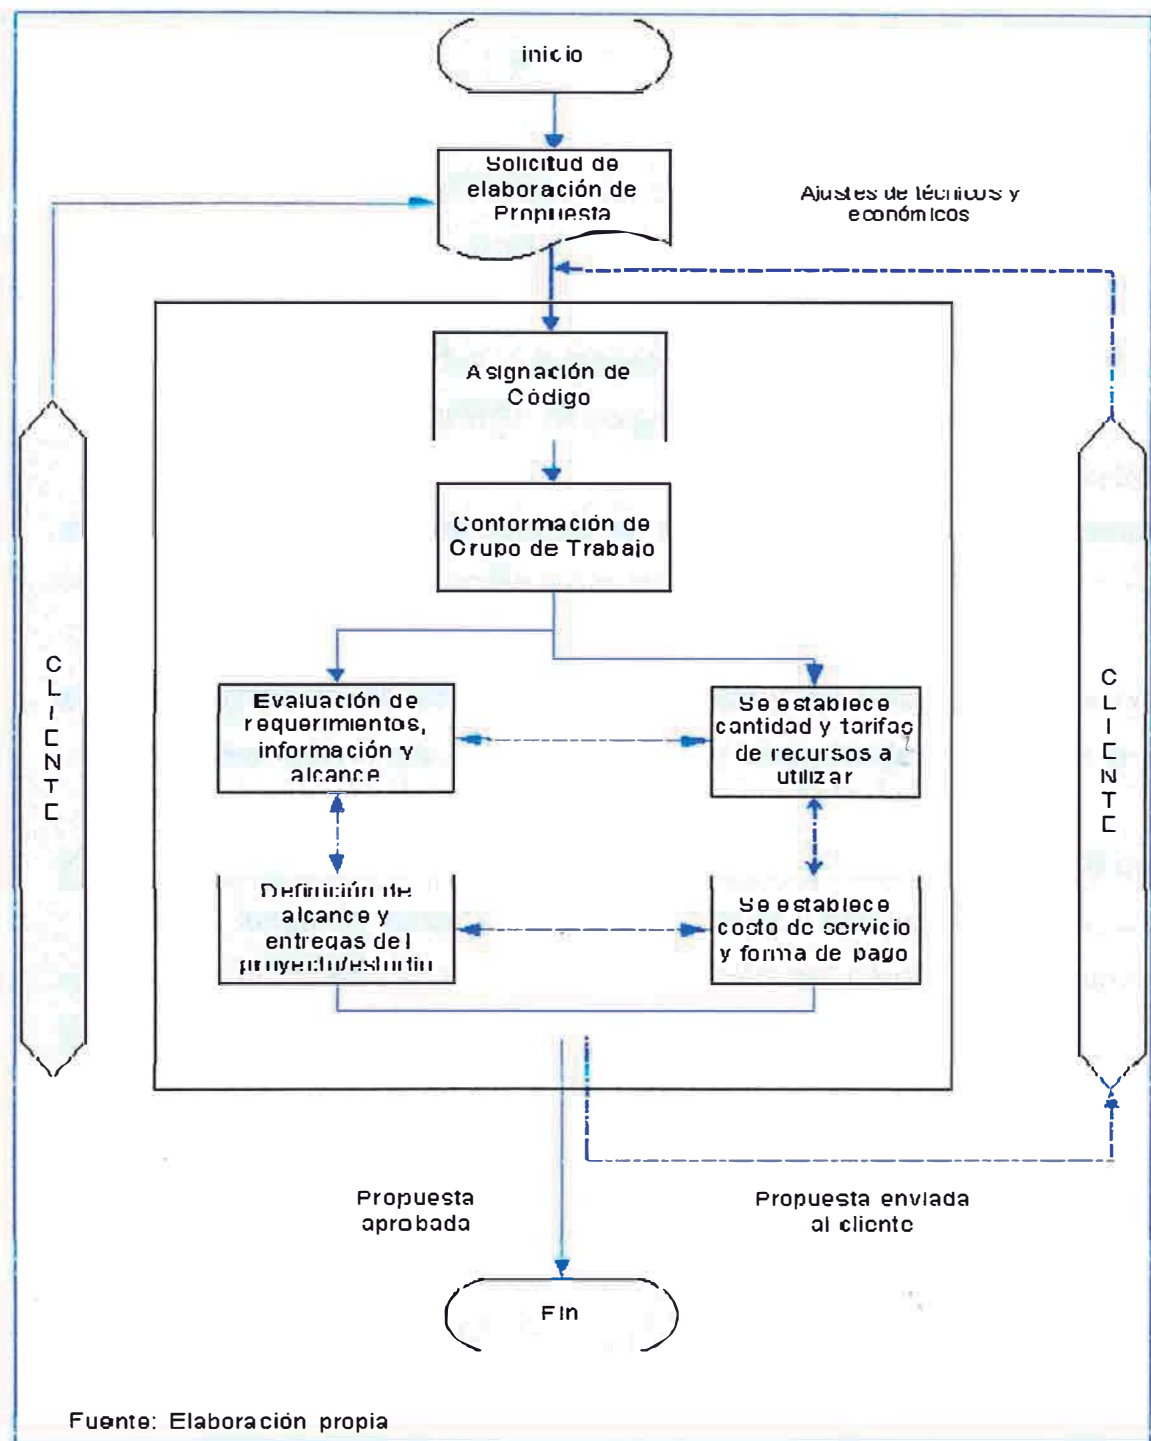 inicio
Solicitud de
elaboración de
Propuesta
Ajustes de técnicos y
económicos
Asignación de
Código
Conformación de
Grupo de Trabajo
CLIENTE
Evaluación de
requerimientos,
información y
alcance
Se establece
cantidad y tarifas
de recursos a
utilizar
CLIENTE
Definición de
alcance y
entregas del
proyecto/estudio
Se establece
costo de servicio
y forma de pago
Propuesta
aprobada
Propuesta enviada
al cliente
Fin
Fuente: Elaboración propia